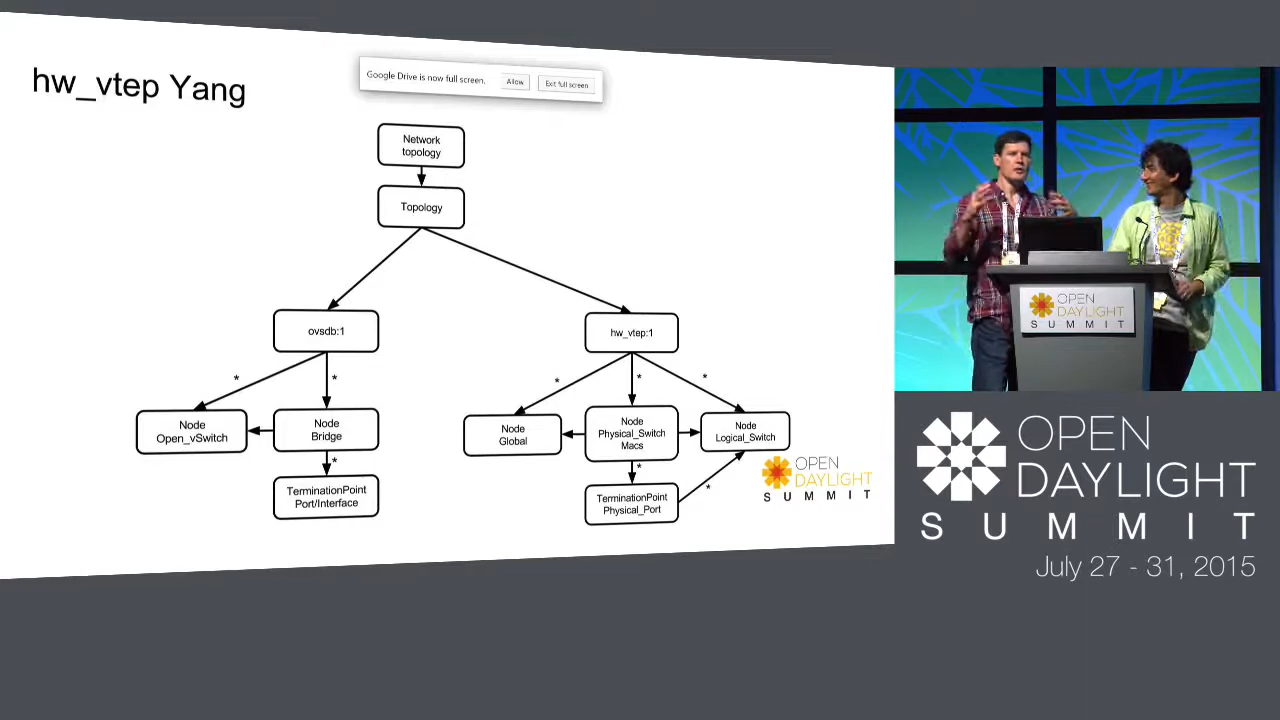 hw_vtep Yang
Google Drive is now full screen.
Allow
Exit full screen
Network
topology
Topology
ovsdb:1
hw_vtep:1
*
*
*
*
*
Node
Open_vSwitch
Node
Bridge
Node
Global
Node
Physical_Switch
Macs
Node
Logical_Switch
*
*
*
TerminationPoint
Port/Interface
TerminationPoint
Physical_Port
OPEN
DAYLIGHT
SUMMIT
OPEN
DAYLIGHT
SUMMIT
OPEN
DAYLIGHT
SUMMIT
July 27 - 31, 2015